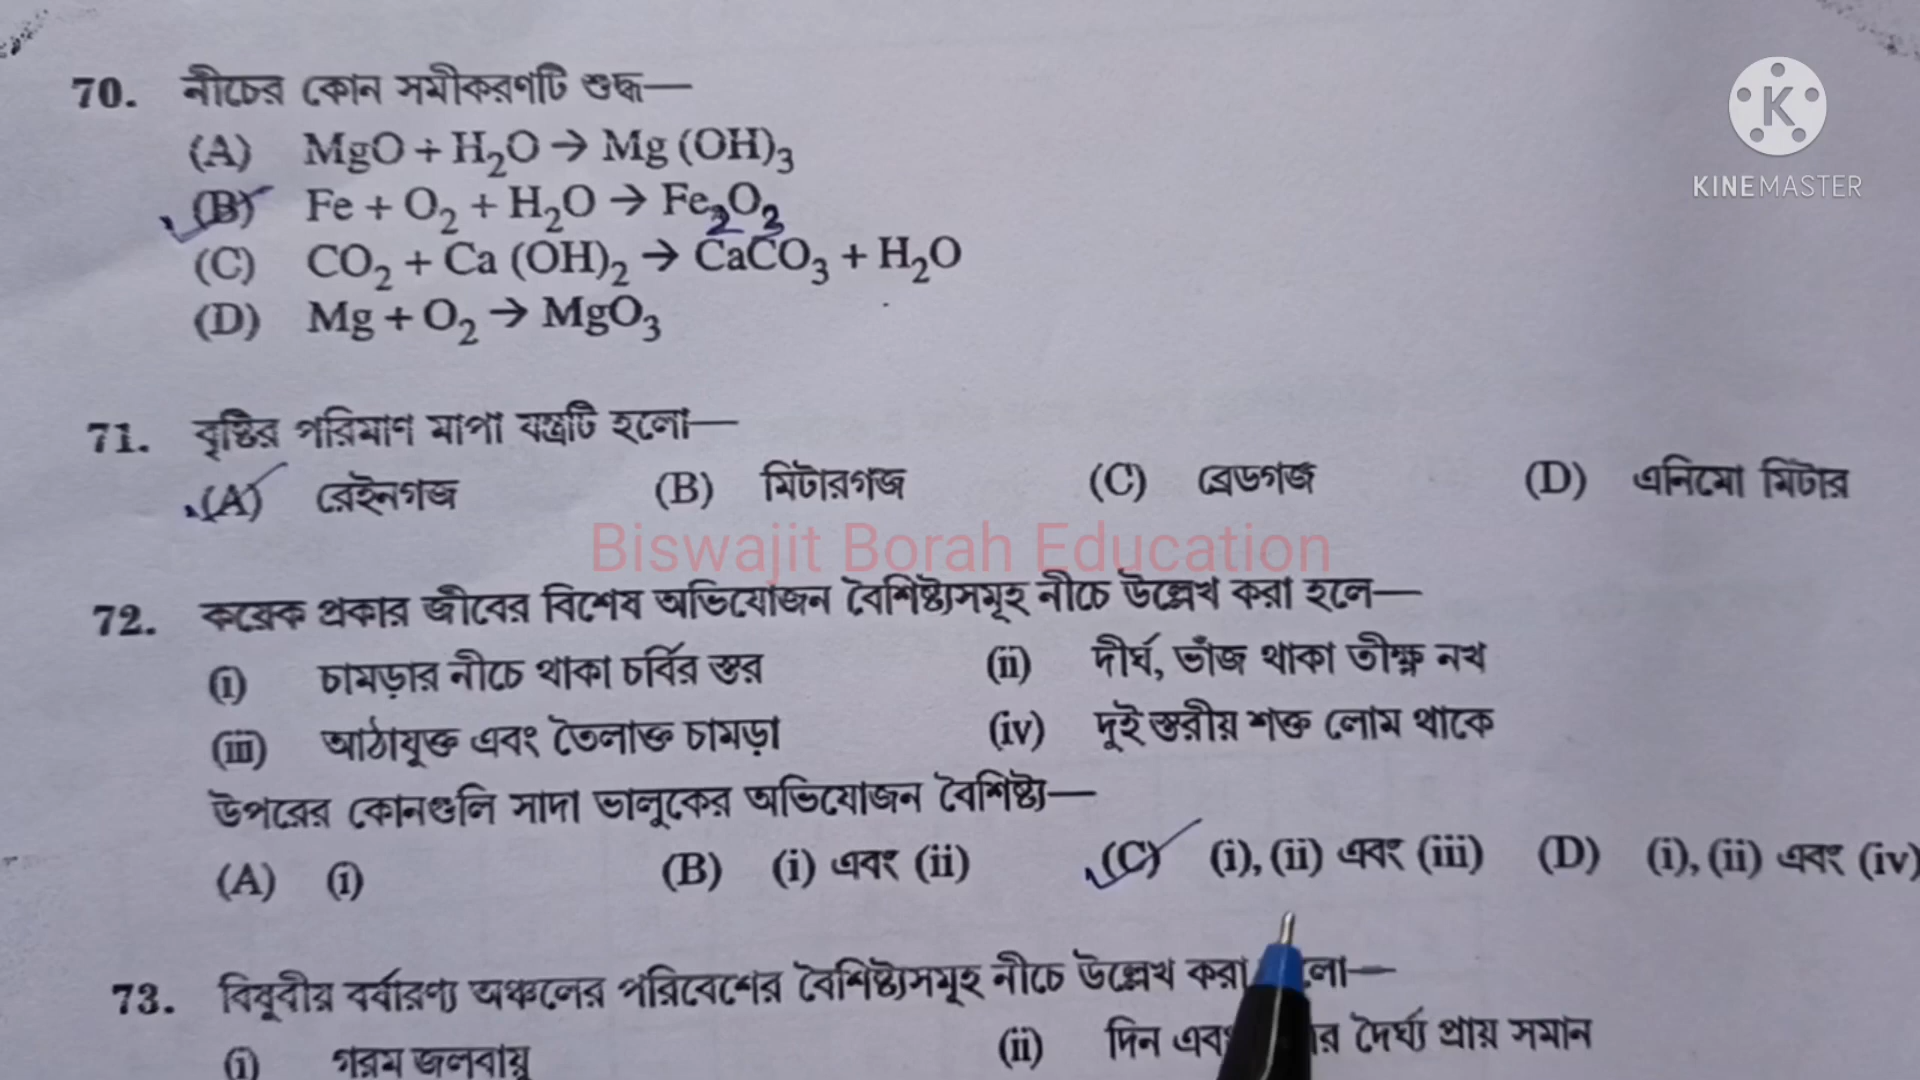 KINEMASTER
70. নীচের কোন সমীকরণটি শুদ্ধ—
(A) MgO + H₂O → Mg (OH)₃
(B) Fe + O₂ + H₂O → Fe₂O₃
(C) CO₂ + Ca (OH)₂ → CaCO₃ + H₂O
(D) Mg + O₂ → MgO₃
71. বৃষ্টির পরিমাণ মাপা যন্ত্রটি হলো—
(A) রেইনগজ (B) মিটারগজ (C) ব্রেডগজ (D) এনিমো মিটার
Biswajit Borah Education
72. কয়েক প্রকার জীবের বিশেষ অভিযোজন বৈশিষ্ট্যসমূহ নীচে উল্লেখ করা হলে—
(i) চামড়ার নীচে থাকা চর্বির স্তর (ii) দীর্ঘ, ভাঁজ থাকা তীক্ষ্ণ নখ
(iii) আঠাযুক্ত এবং তৈলাক্ত চামড়া (iv) দুই স্তরীয় শক্ত লোম থাকে
উপরের কোনগুলি সাদা ভালুকের অভিযোজন বৈশিষ্ট্য—
(A) (i) (B) (i) এবং (ii) (C) (i), (ii) এবং (iii) (D) (i), (ii) এবং (iv)
73. বিষুবীয় বর্ষারণ্য অঞ্চলের পরিবেশের বৈশিষ্ট্যসমূহ নীচে উল্লেখ করা
(i) গরম জলবায়ু (ii) দিন দৈর্ঘ্য প্রায় সমান